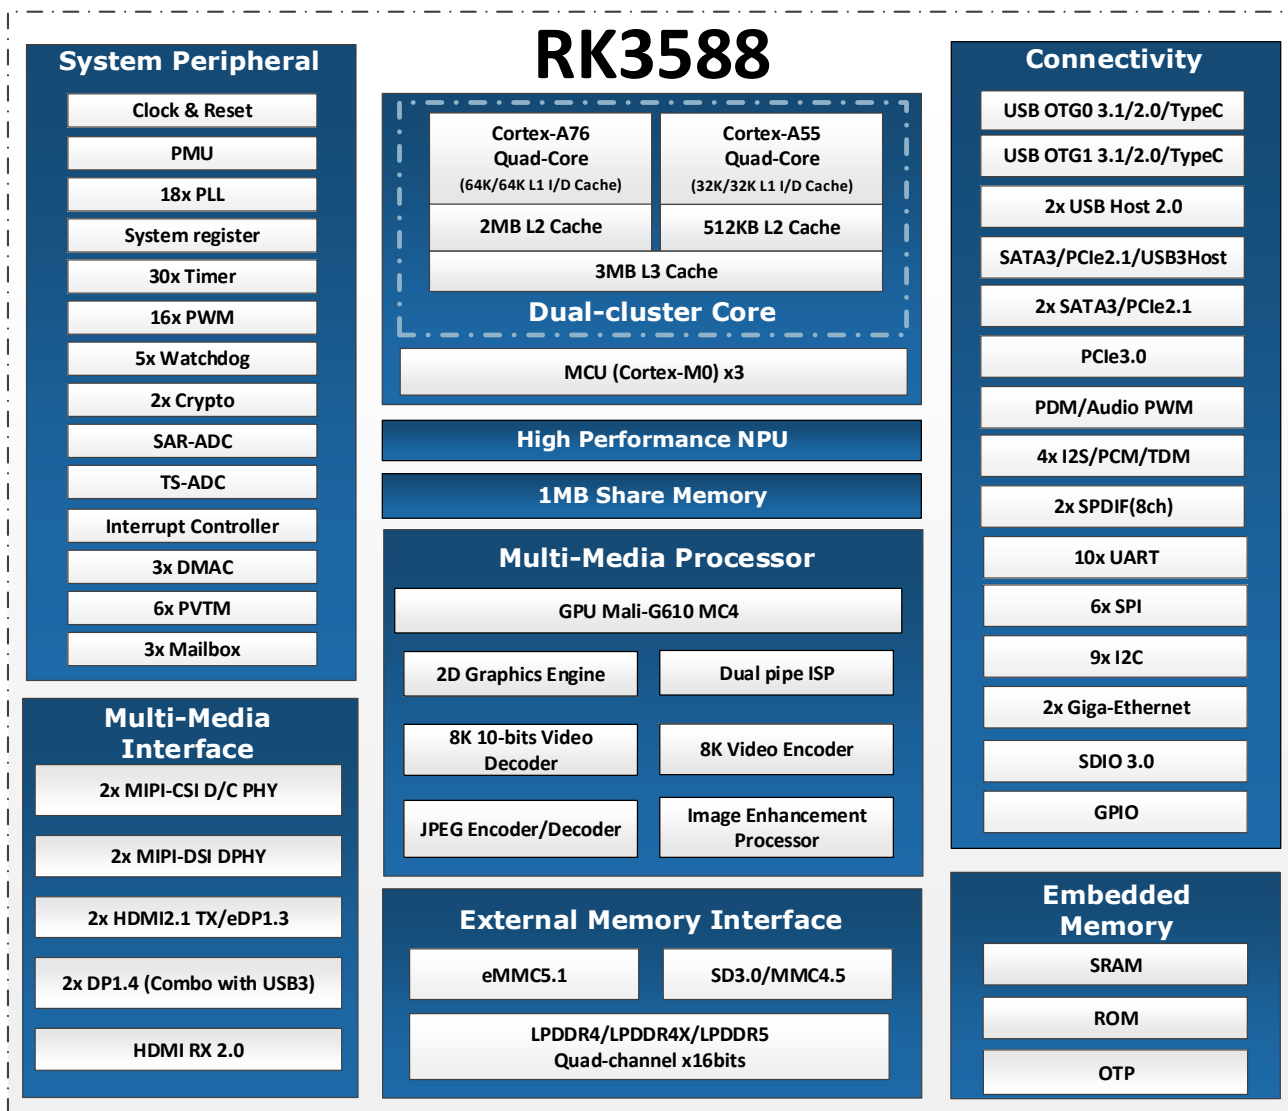 RK3588
System Peripheral
Clock & Reset
PMU
18x PLL
System register
30x Timer
16x PWM
5x Watchdog
2x Crypto
SAR-ADC
TS-ADC
Interrupt Controller
3x DMAC
6x PVTM
3x Mailbox
Multi-Media
Interface
2x MIPI-CSI D/C PHY
2x MIPI-DSI DPHY
2x HDMI2.1 TX/eDP1.3
2x DP1.4 (Combo with USB3)
HDMI RX 2.0
Cortex-A76
Quad-Core
(64K/64K L1 I/D Cache)
2MB L2 Cache
Cortex-A55
Quad-Core
(32K/32K L1 I/D Cache)
512KB L2 Cache
3MB L3 Cache
Dual-cluster Core
MCU (Cortex-M0) x3
High Performance NPU
1MB Share Memory
Multi-Media Processor
GPU Mali-G610 MC4
2D Graphics Engine
Dual pipe ISP
8K 10-bits Video
Decoder
8K Video Encoder
JPEG Encoder/Decoder
Image Enhancement
Processor
External Memory Interface
eMMC5.1
SD3.0/MMC4.5
LPDDR4/LPDDR4X/LPDDR5
Quad-channel x16bits
Connectivity
USB OTG0 3.1/2.0/TypeC
USB OTG1 3.1/2.0/TypeC
2x USB Host 2.0
SATA3/PCIe2.1/USB3Host
2x SATA3/PCIe2.1
PCIe3.0
PDM/Audio PWM
4x I2S/PCM/TDM
2x SPDIF(8ch)
10x UART
6x SPI
9x I2C
2x Giga-Ethernet
SDIO 3.0
GPIO
Embedded
Memory
SRAM
ROM
OTP